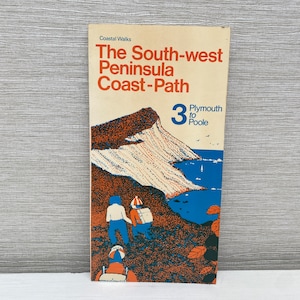 Coastal Walks
The South-west
Peninsula
Coast-Path
3
Plymouth
to
Poole